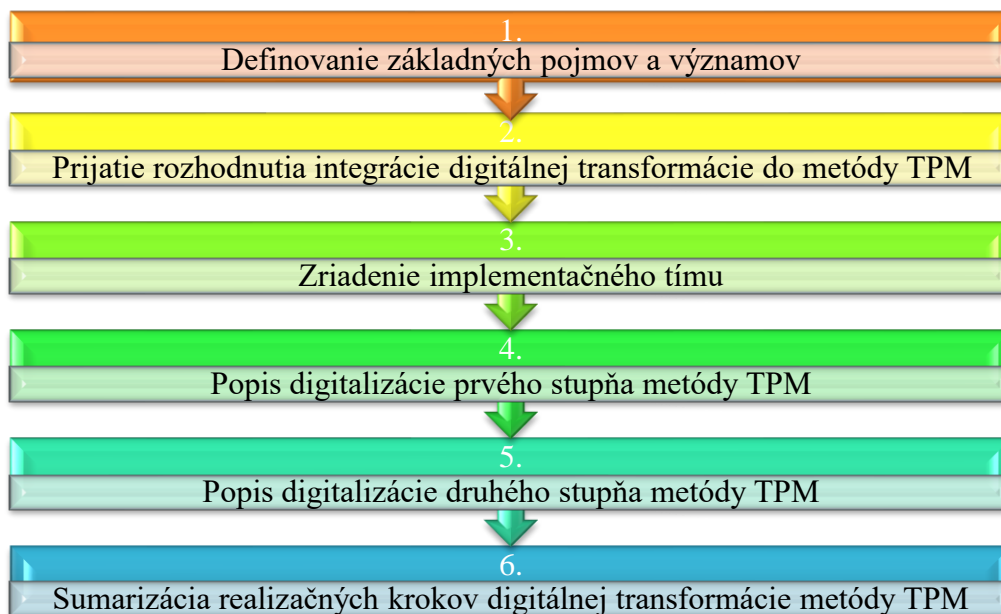 1.
Definovanie základných pojmov a významov
2.
Prijatie rozhodnutia integrácie digitálnej transformácie do metódy TPM
3.
Zriadenie implementačného tímu
4.
Popis digitalizácie prvého stupňa metódy TPM
5.
Popis digitalizácie druhého stupňa metódy TPM
6.
Sumarizácia realizačných krokov digitálnej transformácie metódy TPM